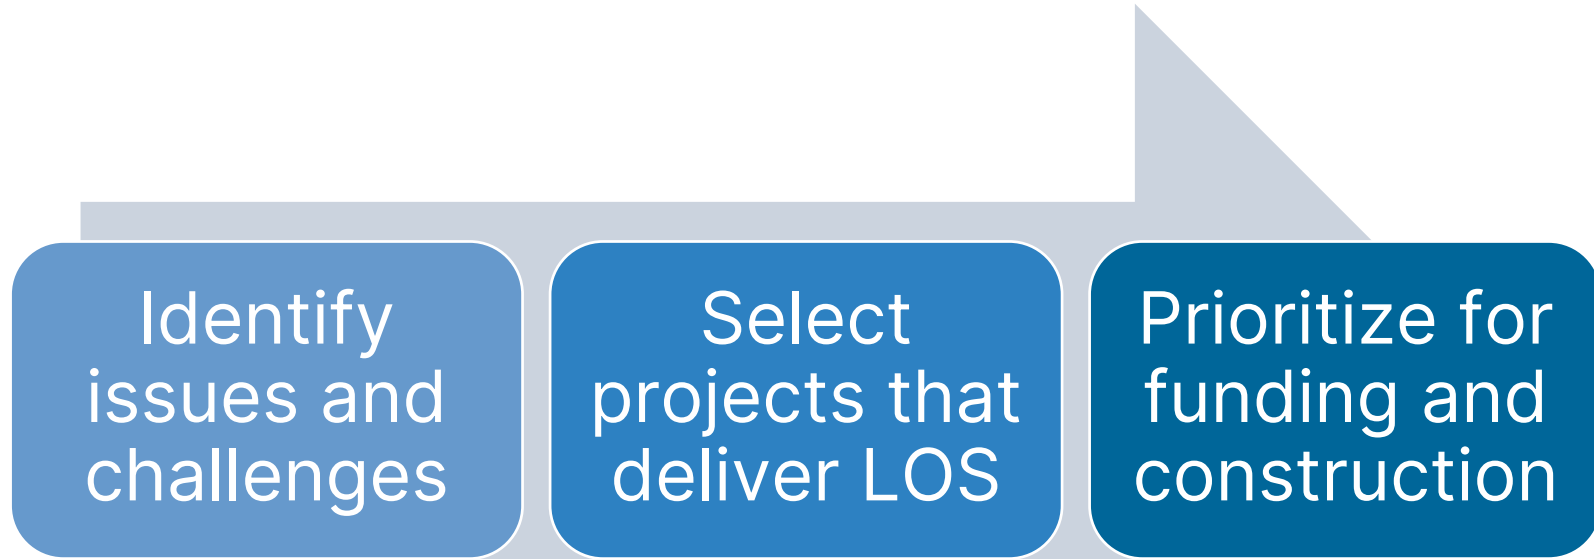 Identify
issues and
challenges
Select
projects that
deliver LOS
Prioritize for
funding and
construction